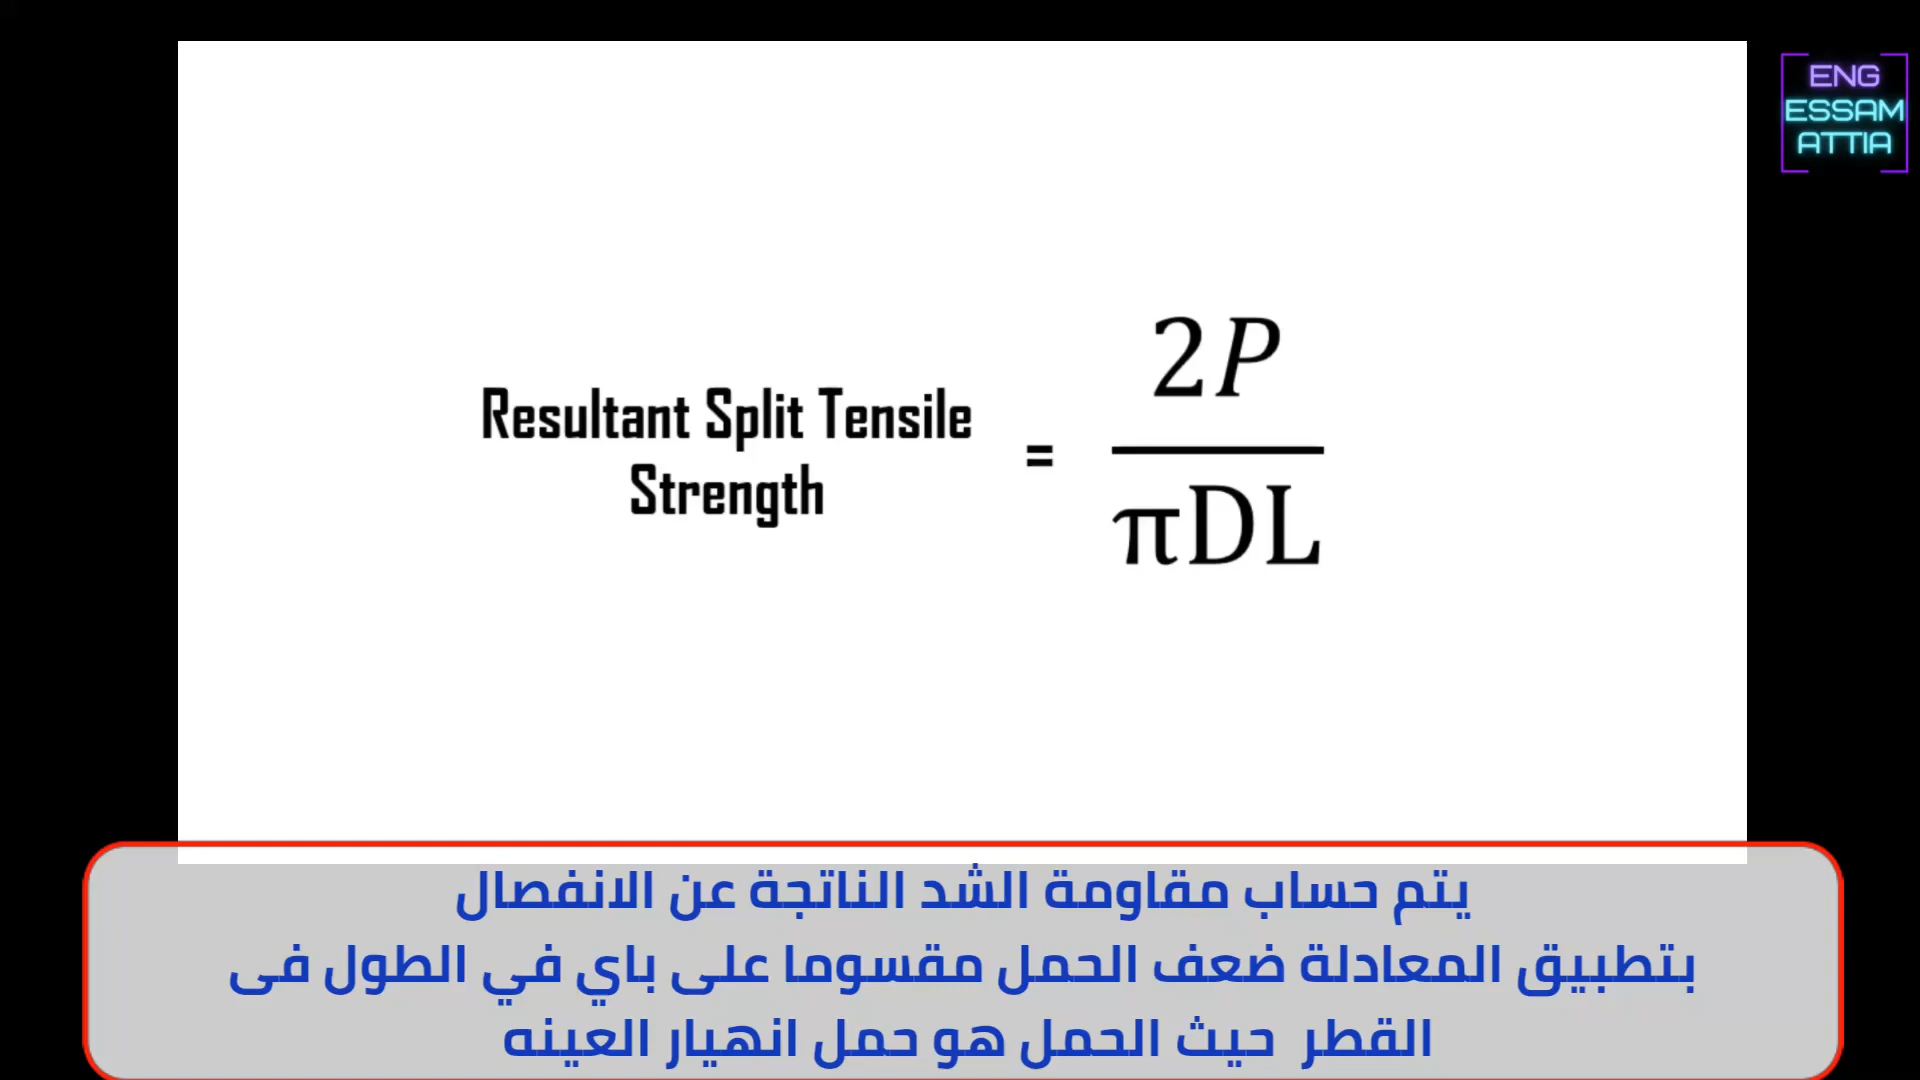 ENG
ESSAM
ATTIA
Resultant Split Tensile
Strength
=
2P
πDL
يتم حساب مقاومة الشد الناتجة عن الانفصال
بتطبيق المعادلة ضعف الحمل مقسوما على باي في الطول فى
القطر حيث الحمل هو حمل انهيار العينه